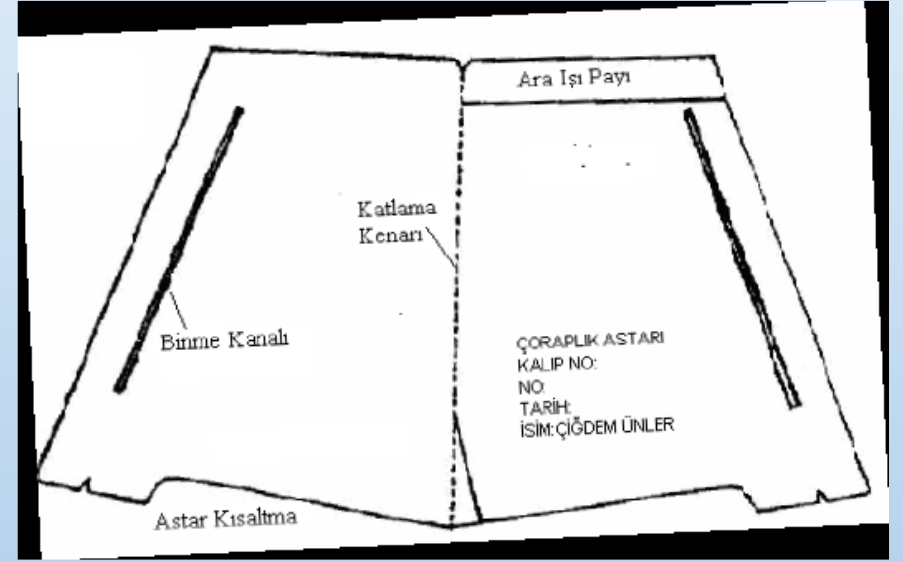 Ara Işı Payı
Katlama
Kenarı
Binme Kanalı
ÇORAPLIK ASTARI
KALIP NO:
NO:
TARİH:
İSİM:ÇİĞDEM ÜNLER
Astar Kısaltma